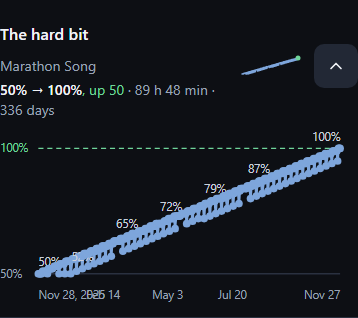 The hard bit
Marathon Song
50% → 100%, up 50 · 89 h 48 min ·
336 days
100%
100%
87%
79%
72%
65%
50%
50%
Nov 28, 2025
May 3
Jul 20
Nov 27